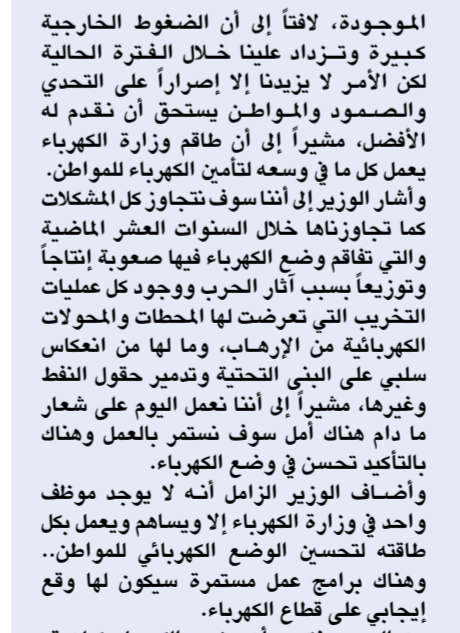 الموجودة، لافتاً إلى أن الضغوط الخارجية
كبيرة وتزداد علينا خلال الفترة الحالية
لكن الأمر لا يزيدنا إلا إصراراً على التحدي
والصمود والمواطن يستحق أن نقدم له
الأفضل، مشيراً إلى أن طاقم وزارة الكهرباء
يعمل كل ما في وسعه لتأمين الكهرباء للمواطن.
وأشار الوزير إلى أننا سوف نتجاوز كل المشكلات
كما تجاوزناها خلال السنوات العشر الماضية
والتي تفاقم وضع الكهرباء فيها صعوبة إنتاجاً
وتوزيعاً بسبب آثار الحرب ووجود كل عمليات
التخريب التي تعرضت لها المحطات والمحولات
الكهربائية من الإرهاب، وما لها من انعكاس
سلبي على البنى التحتية وتدمير حقول النفط
وغيرها، مشيراً إلى أننا نعمل اليوم على شعار
ما دام هناك أمل سوف نستمر بالعمل وهناك
بالتأكيد تحسن في وضع الكهرباء.
وأضاف الوزير الزامل أنه لا يوجد موظف
واحد في وزارة الكهرباء إلا ويساهم ويعمل بكل
طاقته لتحسين الوضع الكهربائي للمواطن..
وهناك برامج عمل مستمرة سيكون لها وقع
إيجابي على قطاع الكهرباء.